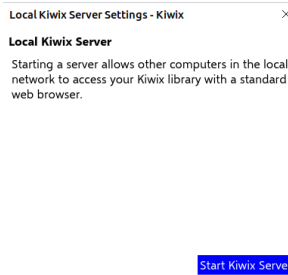 Local Kiwix Server Settings - Kiwix
Local Kiwix Server
Starting a server allows other computers in the local
network to access your Kiwix library with a standard
web browser.
Start Kiwix Serve